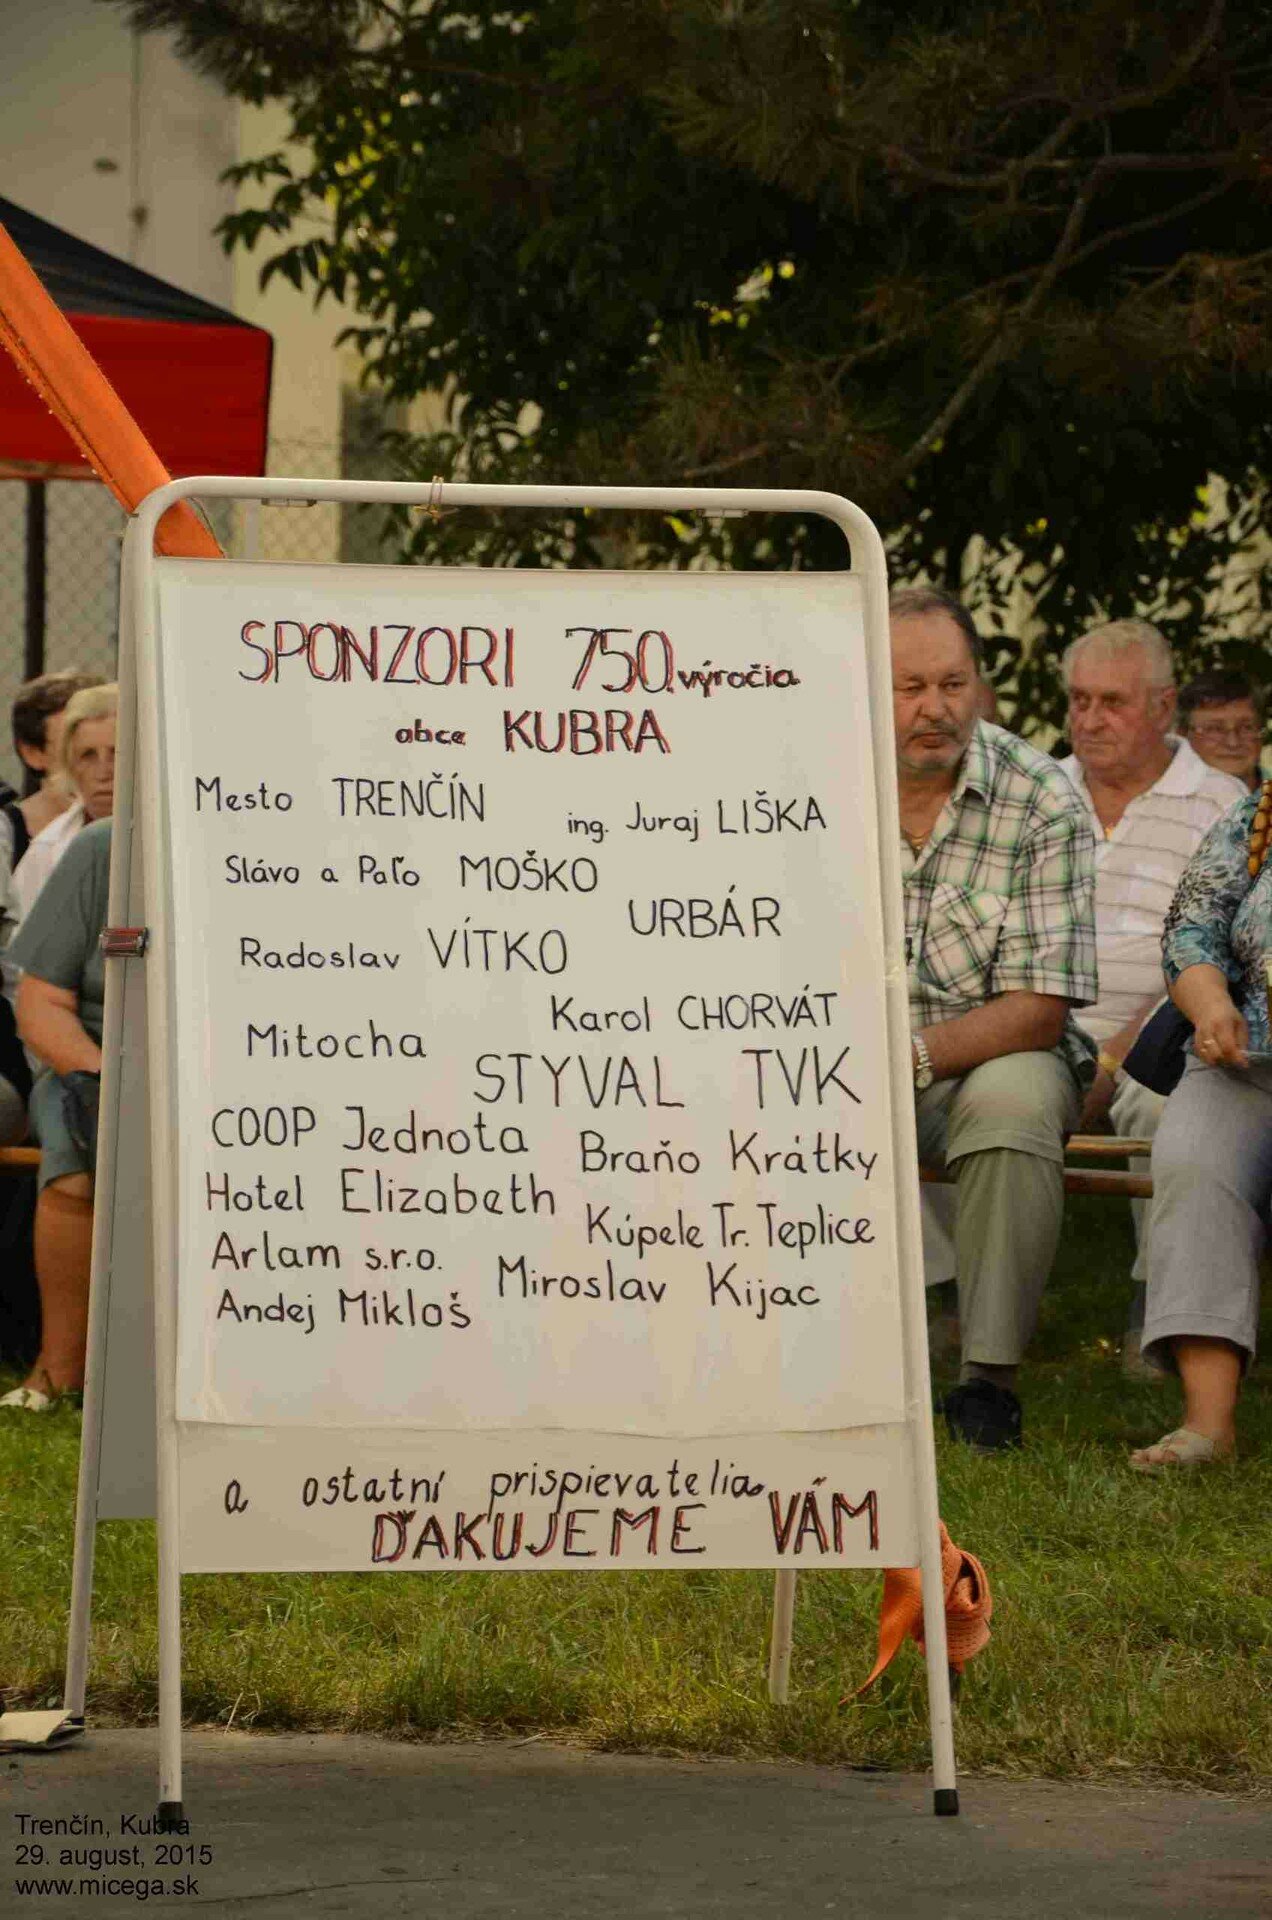 SPONZORI 750. výročia
obce KUBRA
Mesto TRENČÍN
ing. Juraj LIŠKA
Slávo a Paľo MOŠKO
URBÁR
Radoslav VÍTKO
Karol CHORVÁT
Mitocha
STYVAL TVK
COOP Jednota
Braňo Krátky
Hotel Elizabeth
Kúpele Tr. Teplice
Arlam s.r.o.
Miroslav Kijac
Andej Mikloš
a ostatní prispievatelia
ĎAKUJEME VÁM
Trenčín, Kubra
29. august, 2015
www.micega.sk